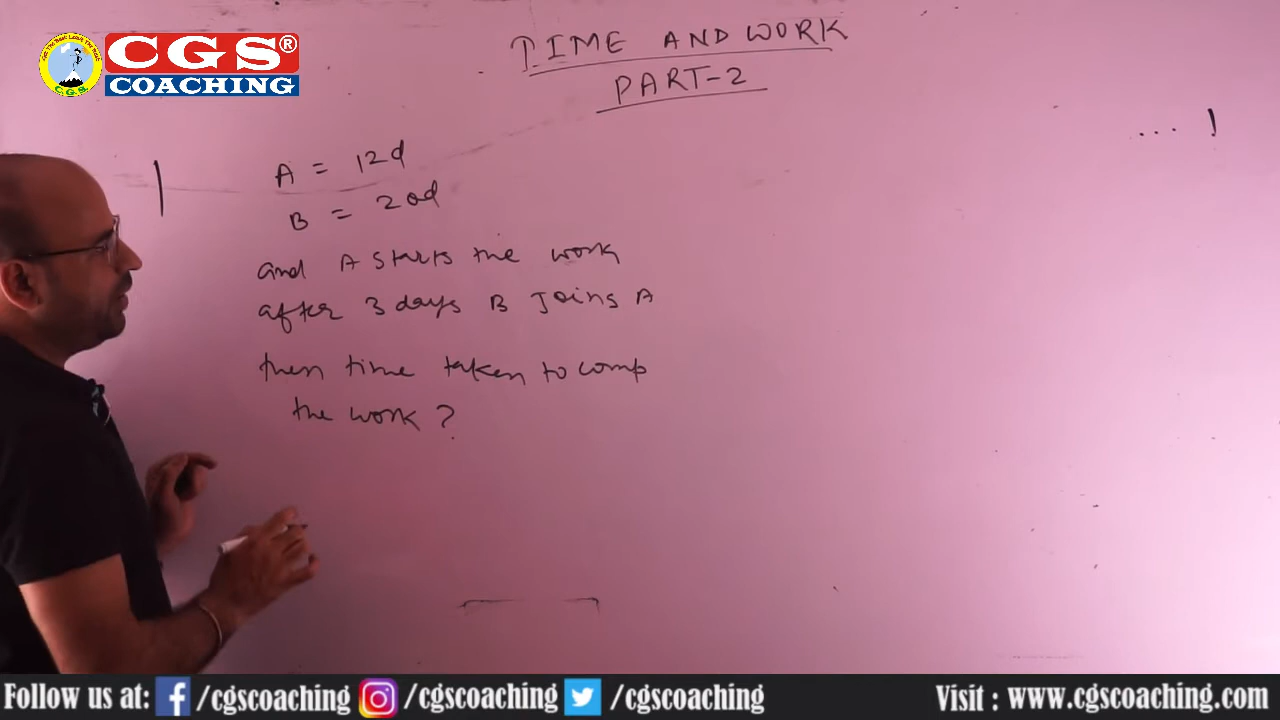 CGS®
COACHING
C.G.S.
TIME AND WORK
PART-2
.... !
A = 12d
B = 20d
and A starts the work
after 3 days B Joins A
then time taken to comp
the work ?
Follow us at: /cgscoaching /cgscoaching /cgscoaching Visit : www.cgscoaching.com